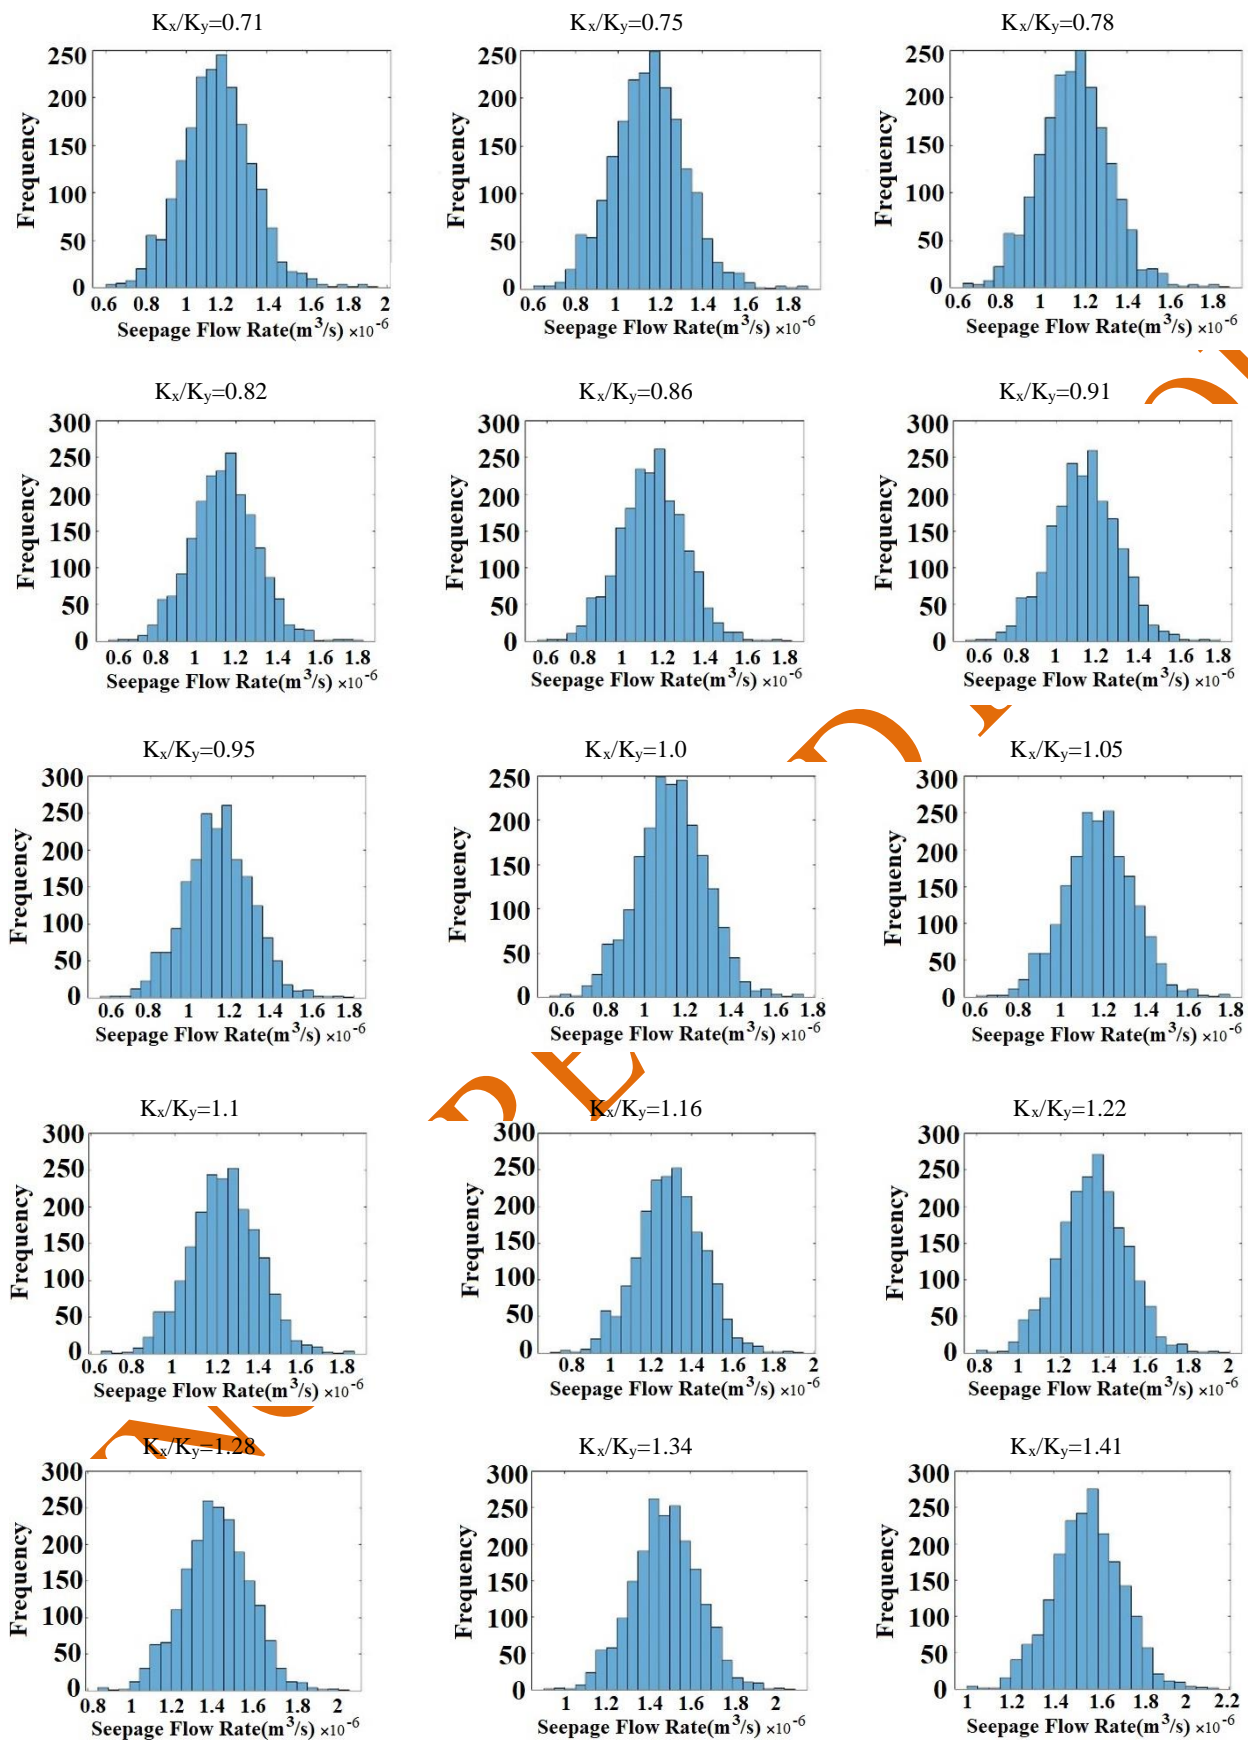 Kx/Ky=0.71 Kx/Ky=0.75 Kx/Ky=0.78
250 250 250
200 200 200
150 150 150
100 100 100
50 50 50
0 0 0
Frequency Frequency Frequency
0.6 0.8 1 1.2 1.4 1.6 1.8 2 0.6 0.8 1 1.2 1.4 1.6 1.8 0.6 0.8 1 1.2 1.4 1.6 1.8
Seepage Flow Rate(m³/s) ×10⁻⁶ Seepage Flow Rate(m³/s) ×10⁻⁶ Seepage Flow Rate(m³/s) ×10⁻⁶
Kx/Ky=0.82 Kx/Ky=0.86 Kx/Ky=0.91
300 300 300
250 250 250
200 200 200
150 150 150
100 100 100
50 50 50
0 0 0
Frequency Frequency Frequency
0.6 0.8 1 1.2 1.4 1.6 1.8 0.6 0.8 1 1.2 1.4 1.6 1.8 0.6 0.8 1 1.2 1.4 1.6 1.8
Seepage Flow Rate(m³/s) ×10⁻⁶ Seepage Flow Rate(m³/s) ×10⁻⁶ Seepage Flow Rate(m³/s) ×10⁻⁶
Kx/Ky=0.95 Kx/Ky=1.0 Kx/Ky=1.05
300 250 300
250 200 250
200 150 200
150 100 150
100 50 100
50 0 50
0 0
Frequency Frequency Frequency
0.6 0.8 1 1.2 1.4 1.6 1.8 0.6 0.8 1 1.2 1.4 1.6 1.8 0.6 0.8 1 1.2 1.4 1.6 1.8
Seepage Flow Rate(m³/s) ×10⁻⁶ Seepage Flow Rate(m³/s) ×10⁻⁶ Seepage Flow Rate(m³/s) ×10⁻⁶
Kx/Ky=1.1 Kx/Ky=1.16 Kx/Ky=1.22
300 300 300
250 250 250
200 200 200
150 150 150
100 100 100
50 50 50
0 0 0
Frequency Frequency Frequency
0.6 0.8 1 1.2 1.4 1.6 1.8 0.8 1 1.2 1.4 1.6 1.8 2 0.8 1 1.2 1.4 1.6 1.8 2
Seepage Flow Rate(m³/s) ×10⁻⁶ Seepage Flow Rate(m³/s) ×10⁻⁶ Seepage Flow Rate(m³/s) ×10⁻⁶
Kx/Ky=1.28 Kx/Ky=1.34 Kx/Ky=1.41
300 300 300
250 250 250
200 200 200
150 150 150
100 100 100
50 50 50
0 0 0
Frequency Frequency Frequency
0.8 1 1.2 1.4 1.6 1.8 2 1 1.2 1.4 1.6 1.8 2 1 1.2 1.4 1.6 1.8 2 2.2
Seepage Flow Rate(m³/s) ×10⁻⁶ Seepage Flow Rate(m³/s) ×10⁻⁶ Seepage Flow Rate(m³/s) ×10⁻⁶